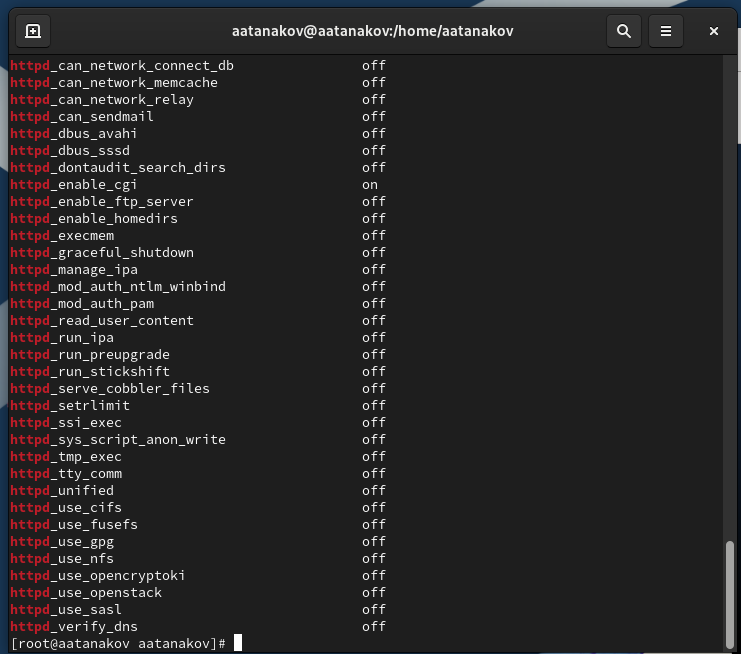 aatanakov@aatanakov:/home/aatanakov
httpd_can_network_connect_db off
httpd_can_network_memcache off
httpd_can_network_relay off
httpd_can_sendmail off
httpd_dbus_avahi off
httpd_dbus_sssd off
httpd_dontaudit_search_dirs off
httpd_enable_cgi on
httpd_enable_ftp_server off
httpd_enable_homedirs off
httpd_execmem off
httpd_graceful_shutdown off
httpd_manage_ipa off
httpd_mod_auth_ntlm_winbind off
httpd_mod_auth_pam off
httpd_read_user_content off
httpd_run_ipa off
httpd_run_preupgrade off
httpd_run_stickshift off
httpd_serve_cobbler_files off
httpd_setrlimit off
httpd_ssi_exec off
httpd_sys_script_anon_write off
httpd_tmp_exec off
httpd_tty_comm off
httpd_unified off
httpd_use_cifs off
httpd_use_fusefs off
httpd_use_gpg off
httpd_use_nfs off
httpd_use_opencryptoki off
httpd_use_openstack off
httpd_use_sasl off
httpd_verify_dns off
[root@aatanakov aatanakov]#